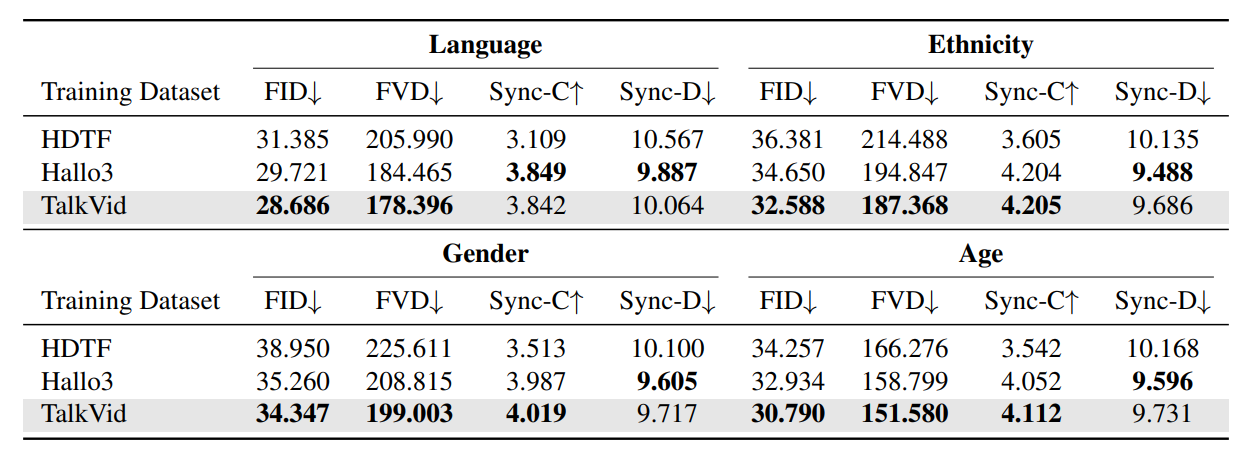 Language Ethnicity
Training Dataset FID↓ FVD↓ Sync-C↑ Sync-D↓ FID↓ FVD↓ Sync-C↑ Sync-D↓
HDTF 31.385 205.990 3.109 10.567 36.381 214.488 3.605 10.135
Hallo3 29.721 184.465 3.849 9.887 34.650 194.847 4.204 9.488
TalkVid 28.686 178.396 3.842 10.064 32.588 187.368 4.205 9.686
Gender Age
Training Dataset FID↓ FVD↓ Sync-C↑ Sync-D↓ FID↓ FVD↓ Sync-C↑ Sync-D↓
HDTF 38.950 225.611 3.513 10.100 34.257 166.276 3.542 10.168
Hallo3 35.260 208.815 3.987 9.605 32.934 158.799 4.052 9.596
TalkVid 34.347 199.003 4.019 9.717 30.790 151.580 4.112 9.731